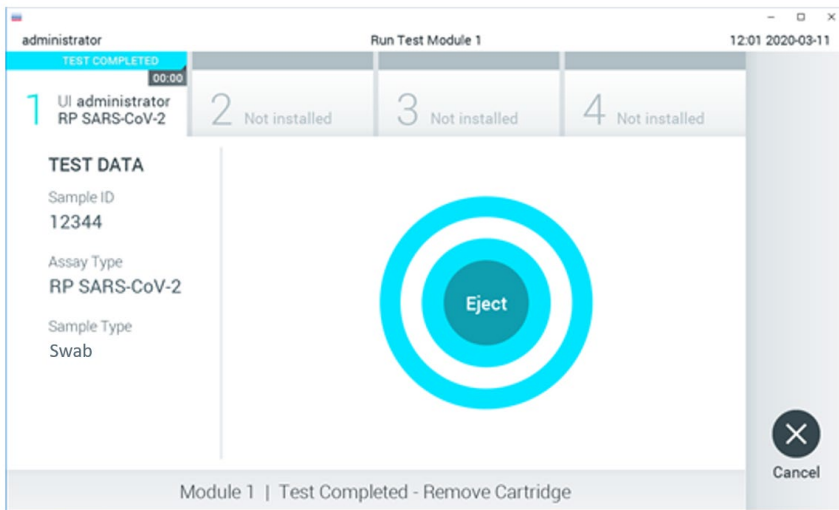 administrator Run Test Module 1 12:01 2020-03-11
TEST COMPLETED
00:00
1 UI administrator
RP SARS-CoV-2
2 Not installed
3 Not installed
4 Not installed
TEST DATA
Sample ID
12344
Assay Type
RP SARS-CoV-2
Sample Type
Swab
Eject
Cancel
Module 1 | Test Completed - Remove Cartridge